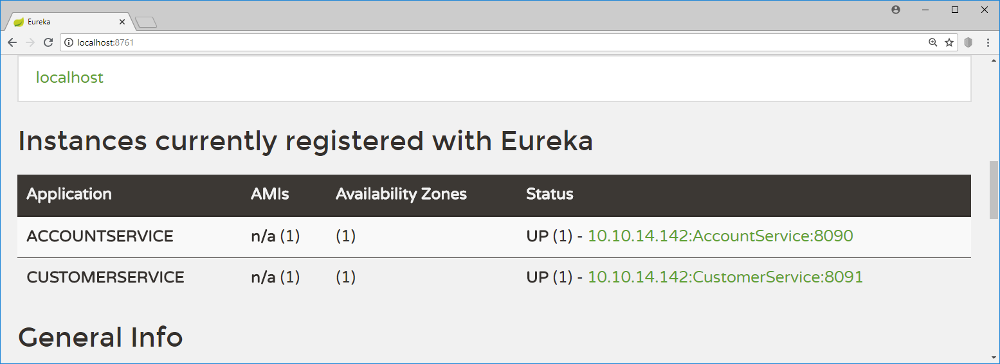 Eureka
localhost:8761
localhost
Instances currently registered with Eureka
Application AMIs Availability Zones Status
ACCOUNTSERVICE n/a (1) (1) UP (1) - 10.10.14.142:AccountService:8090
CUSTOMERSERVICE n/a (1) (1) UP (1) - 10.10.14.142:CustomerService:8091
General Info